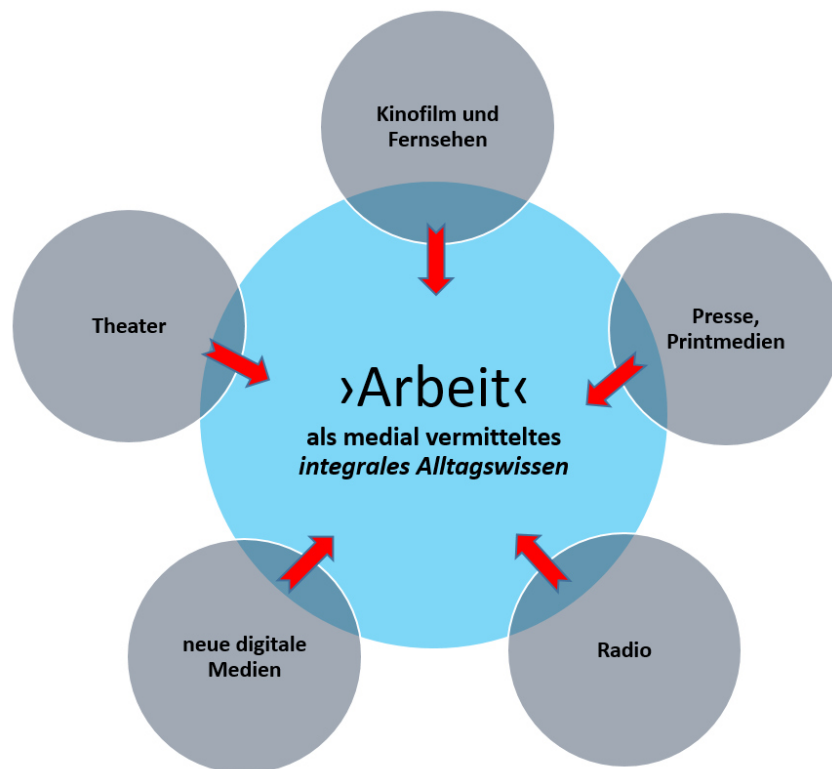 Kinofilm und
Fernsehen
Theater
Presse,
Printmedien
›Arbeit‹
als medial vermitteltes
integrales Alltagswissen
neue digitale
Medien
Radio